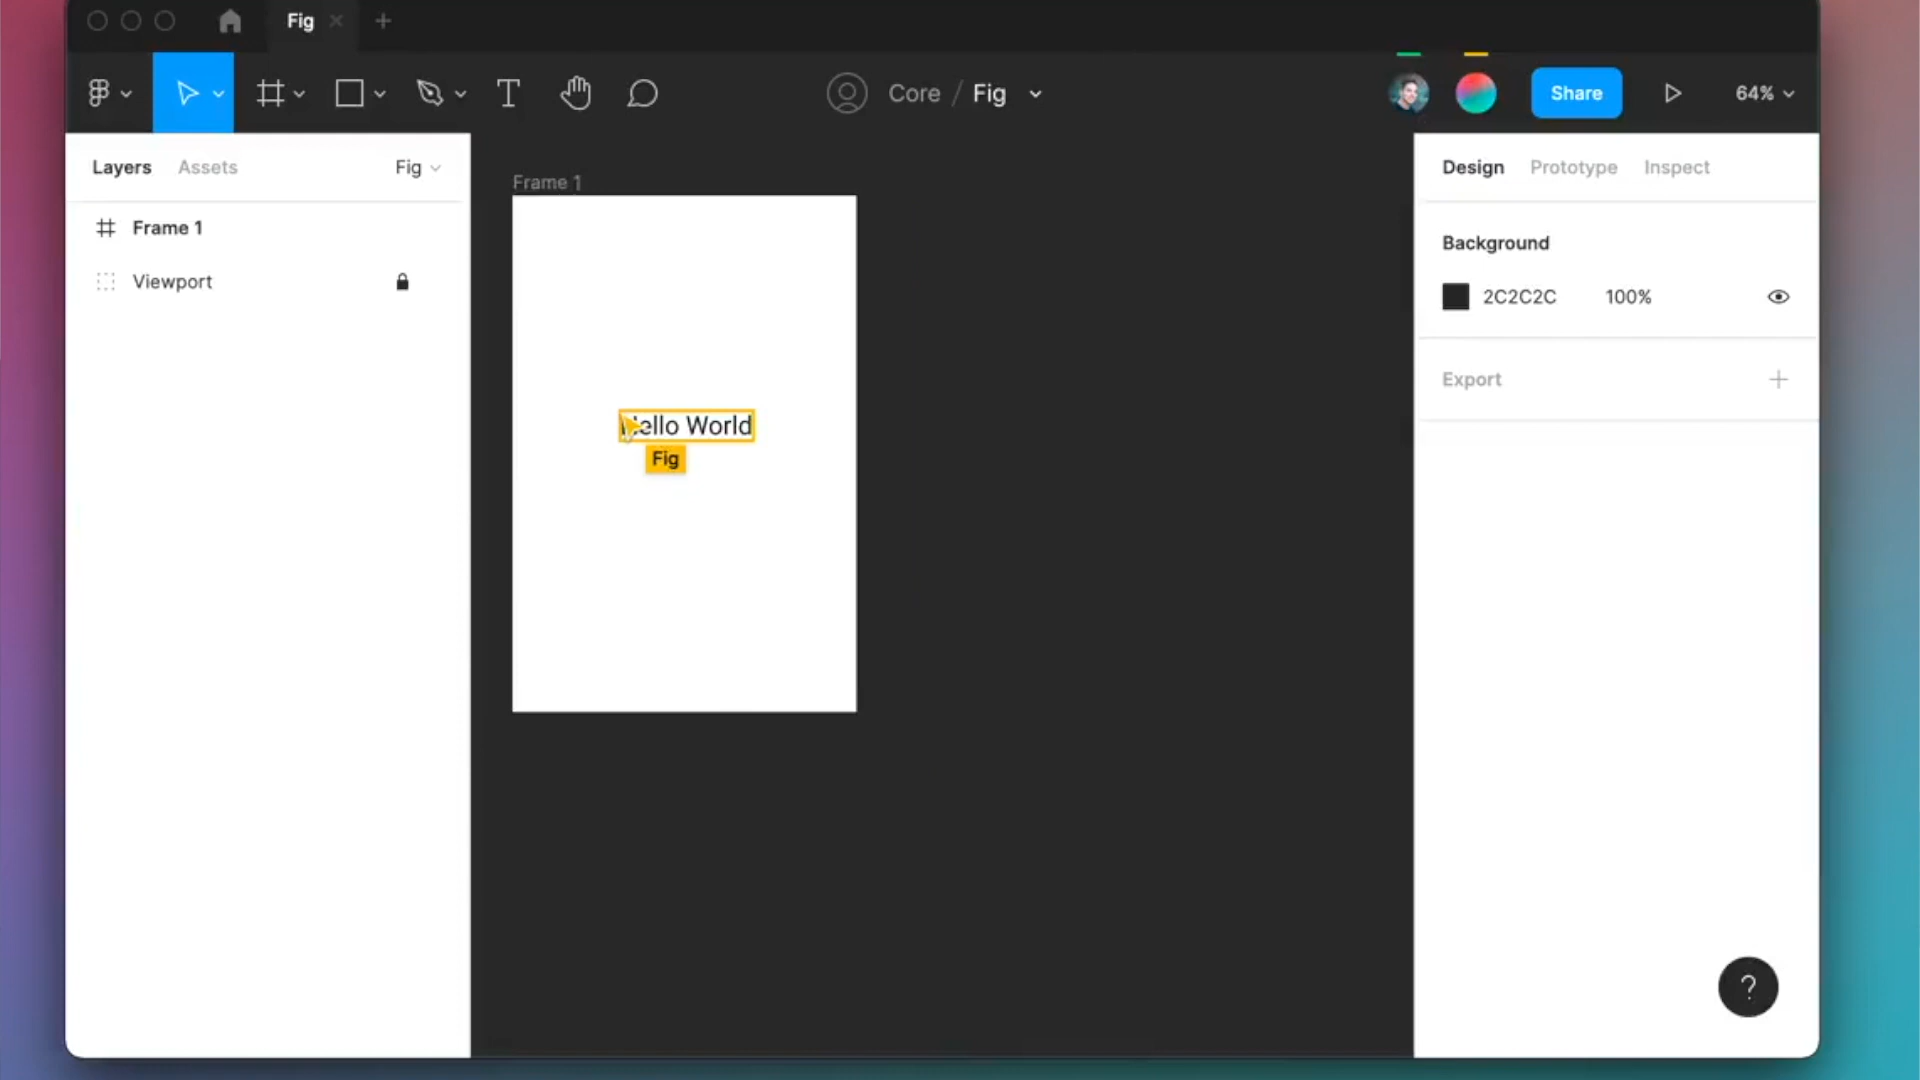 Fig
Core / Fig
Share
64%
Layers
Assets
Fig
Frame 1
Viewport
Frame 1
Hello World
Fig
Design
Prototype
Inspect
Background
2C2C2C
100%
Export
?